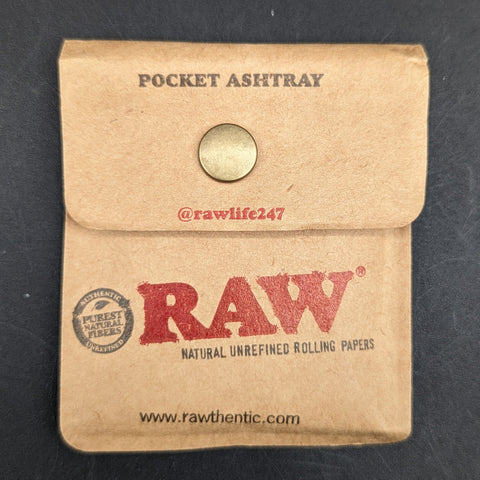 POCKET ASHTRAY
@rawlife247
AUTHENTIC
PUREST
NATURAL
FIBERS
UNREFINED
RAW®
NATURAL UNREFINED ROLLING PAPERS
www.rawthentic.com